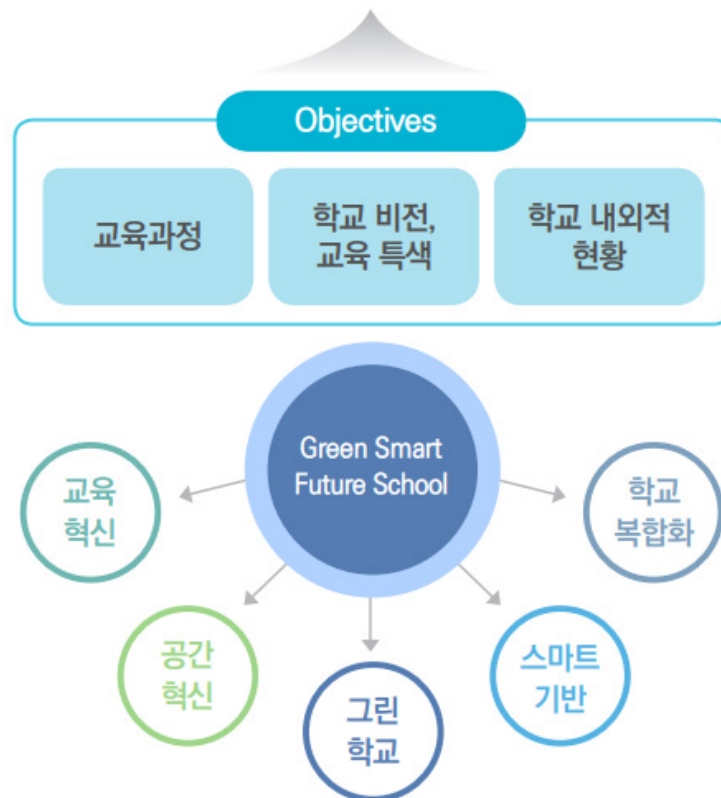 Objectives
교육과정
학교 비전,
교육 특색
학교 내외적
현황
Green Smart
Future School
교육
혁신
공간
혁신
그린
학교
스마트
기반
학교
복합화